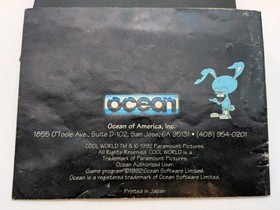 ocean
Ocean of America, Inc.
1855 O'Toole Ave., Suite D-102, San Jose, CA 95131 • (408) 954-0201
COOL WORLD TM & © 1992 Paramount Pictures.
All Rights Reserved. COOL WORLD is a
Trademark of Paramount Pictures.
Ocean Authorized User.
Game program ©1992 Ocean Software Limited.
Ocean is a registered trademark of Ocean Software Limited.
Printed in Japan